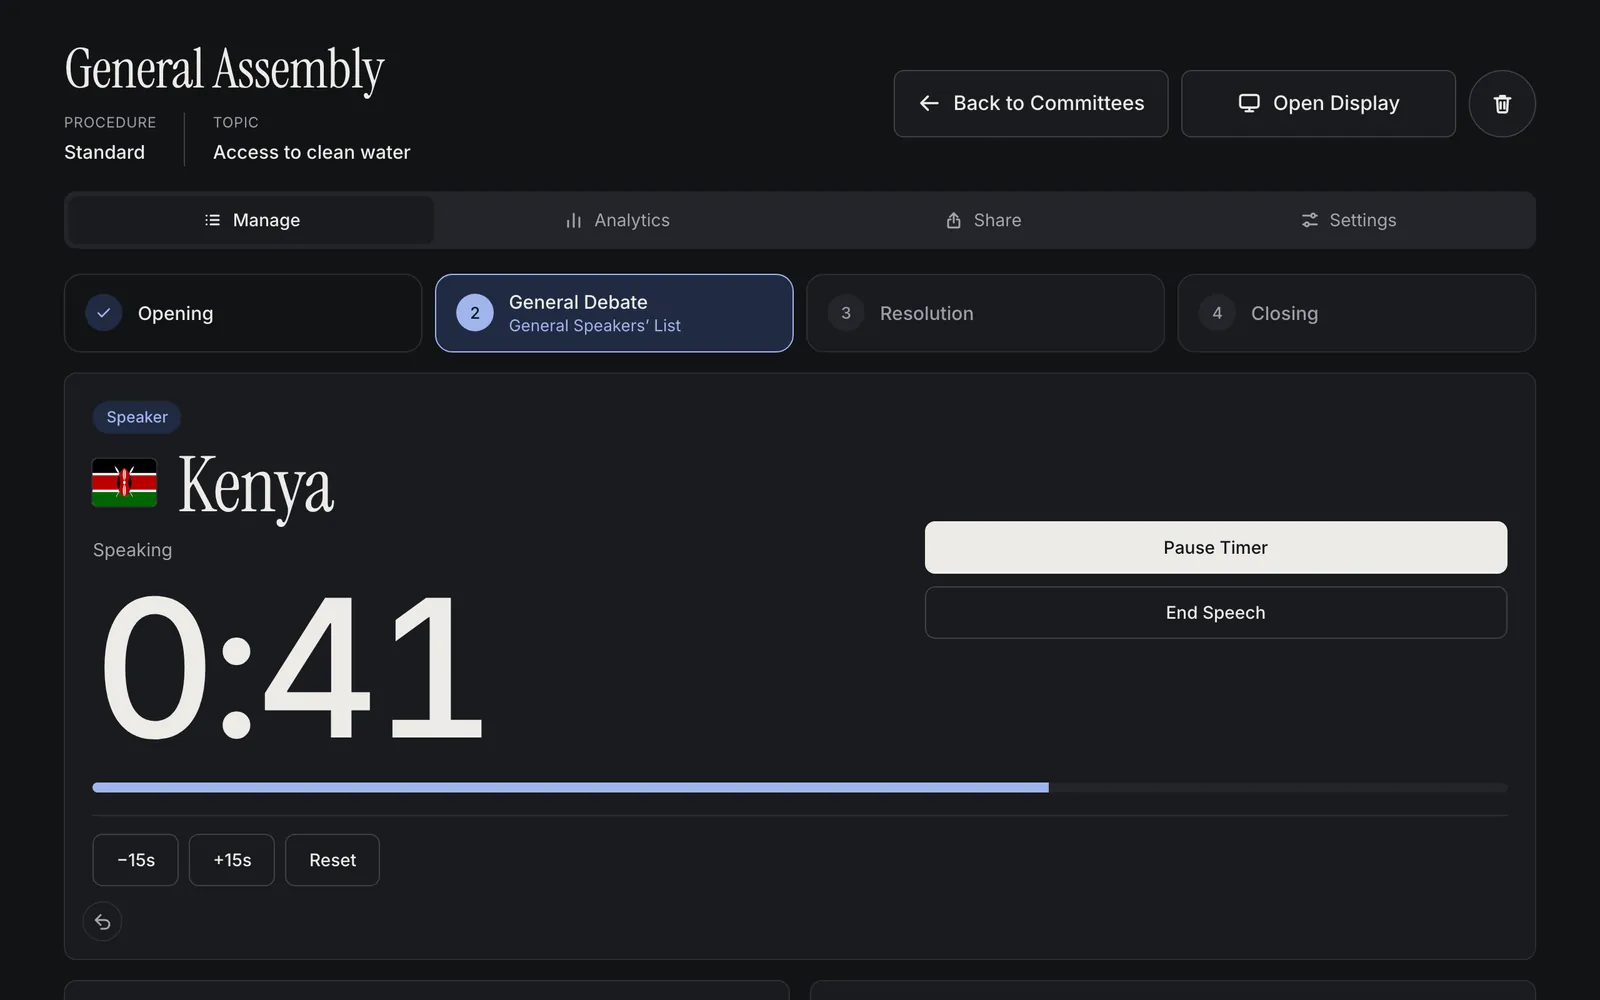 General Assembly
PROCEDURE
Standard
TOPIC
Access to clean water
Back to Committees
Open Display
Manage
Analytics
Share
Settings
Opening
2
General Debate
General Speakers’ List
3
Resolution
4
Closing
Speaker
Kenya
Speaking
0:41
Pause Timer
End Speech
−15s
+15s
Reset